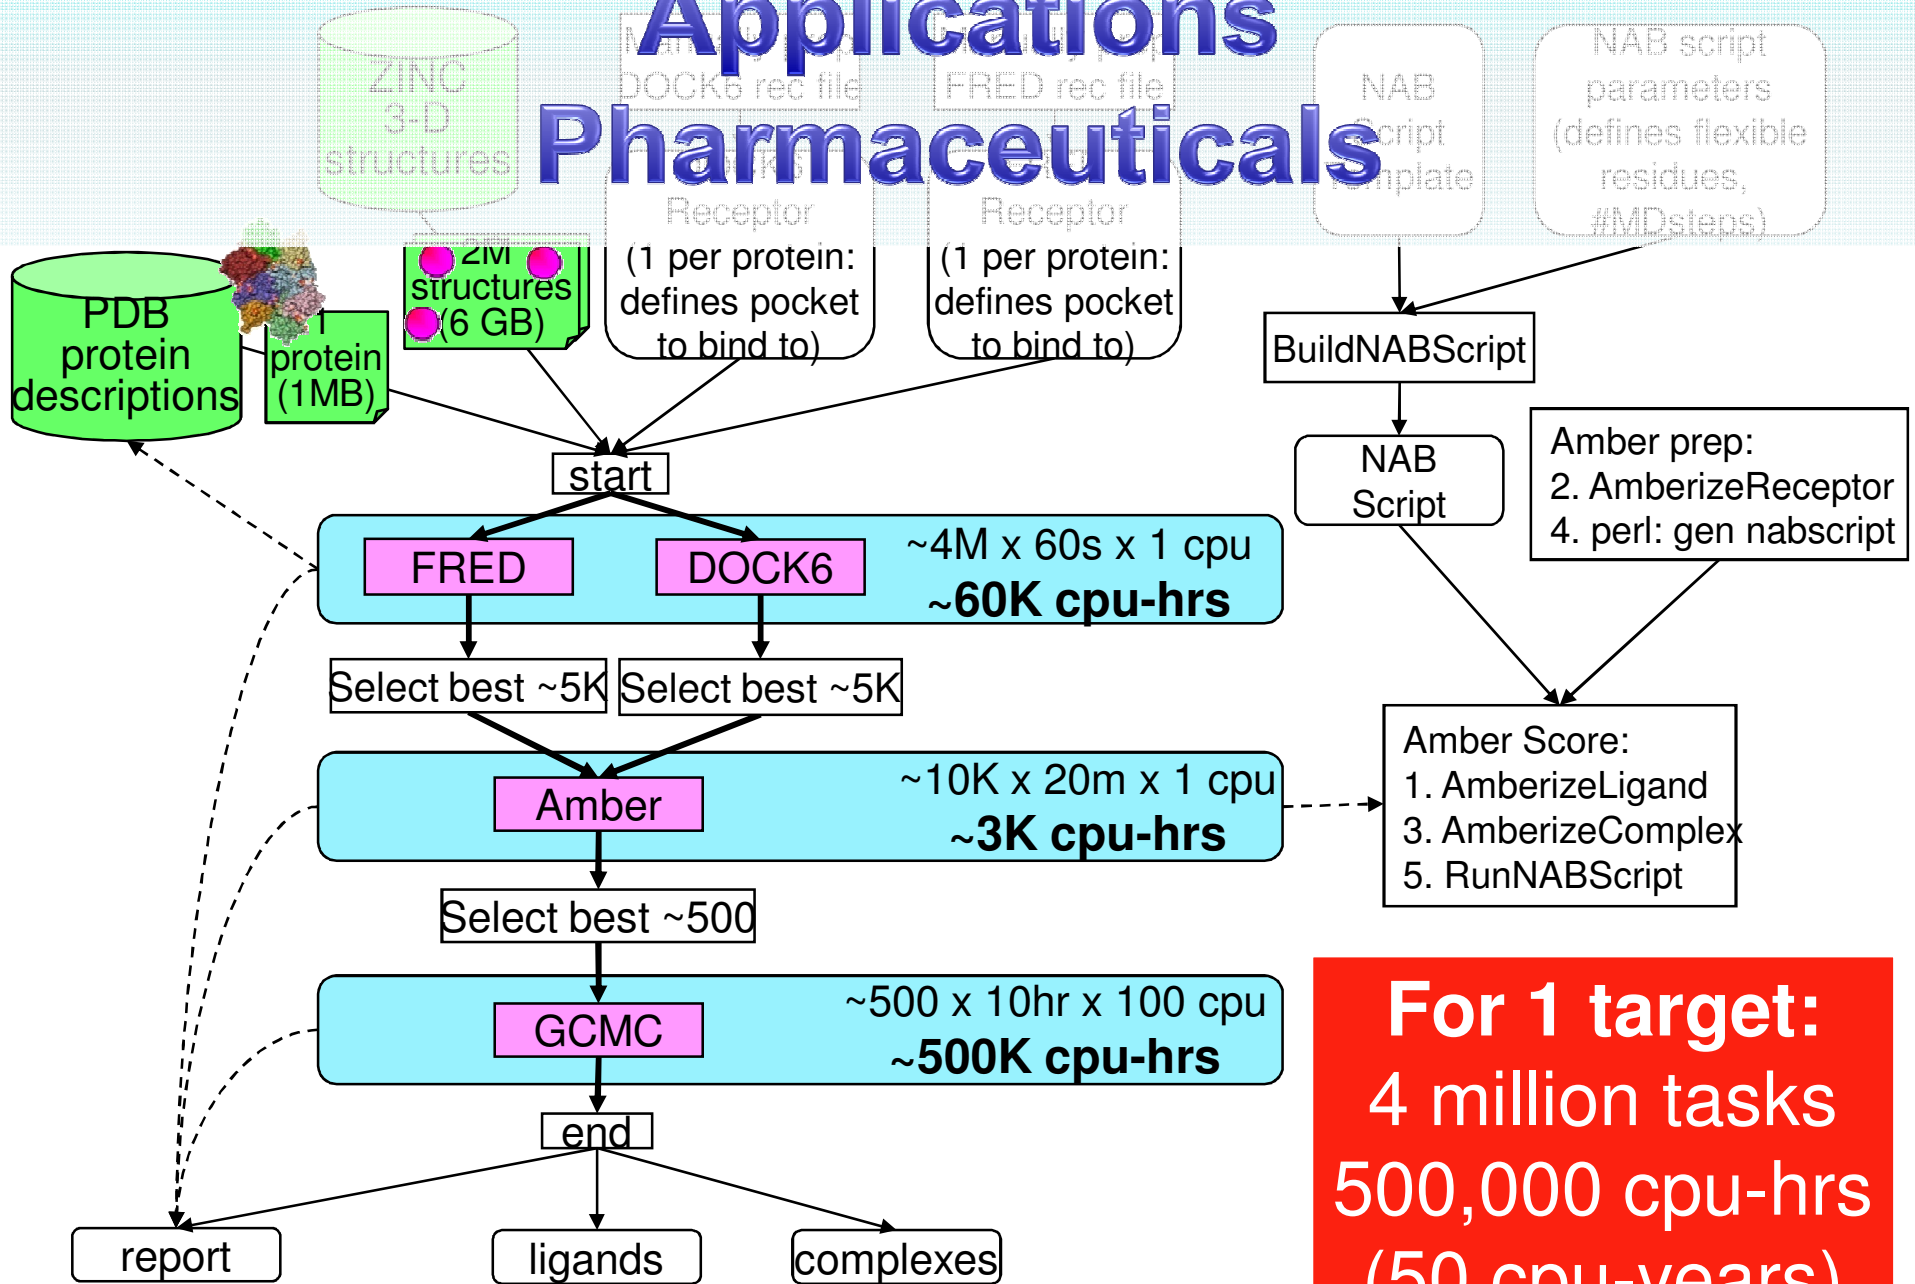 Applications
Pharmaceuticals
ZINC
3-D
structures
DOCK6 rec file
FRED rec file
Receptor
(1 per protein:
defines pocket
to bind to)
Receptor
(1 per protein:
defines pocket
to bind to)
NAB
Script
NAB script
parameters
(defines flexible
residues,
#MDsteps)
PDB
protein
descriptions
1
protein
(1MB)
2M
structures
(6 GB)
start
BuildNABScript
NAB
Script
Amber prep:
2. AmberizeReceptor
4. perl: gen nabscript
FRED
DOCK6
~4M x 60s x 1 cpu
~60K cpu-hrs
Select best ~5K
Select best ~5K
Amber
~10K x 20m x 1 cpu
~3K cpu-hrs
Amber Score:
1. AmberizeLigand
3. AmberizeComplex
5. RunNABScript
Select best ~500
GCMC
~500 x 10hr x 100 cpu
~500K cpu-hrs
end
report
ligands
complexes
For 1 target:
4 million tasks
500,000 cpu-hrs
(50 cpu-years)